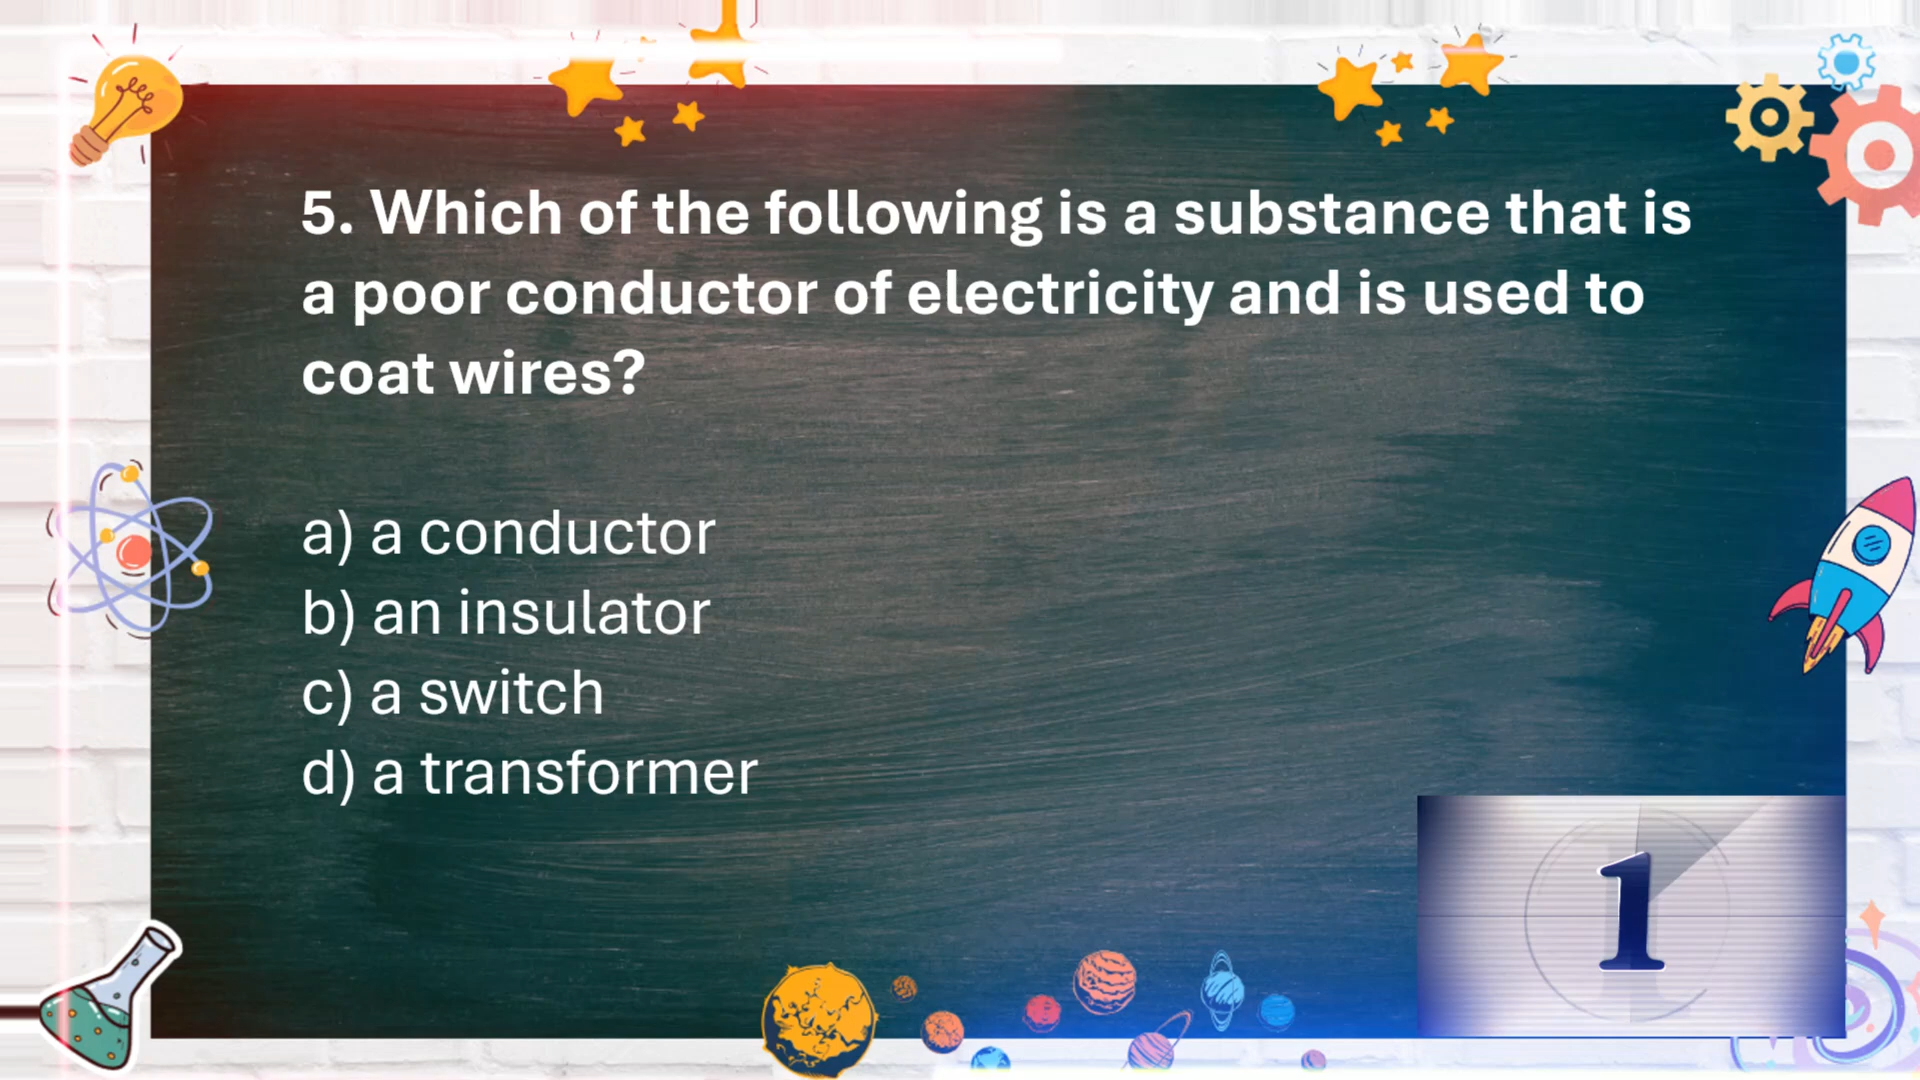 5. Which of the following is a substance that is
a poor conductor of electricity and is used to
coat wires?
a) a conductor
b) an insulator
c) a switch
d) a transformer
1